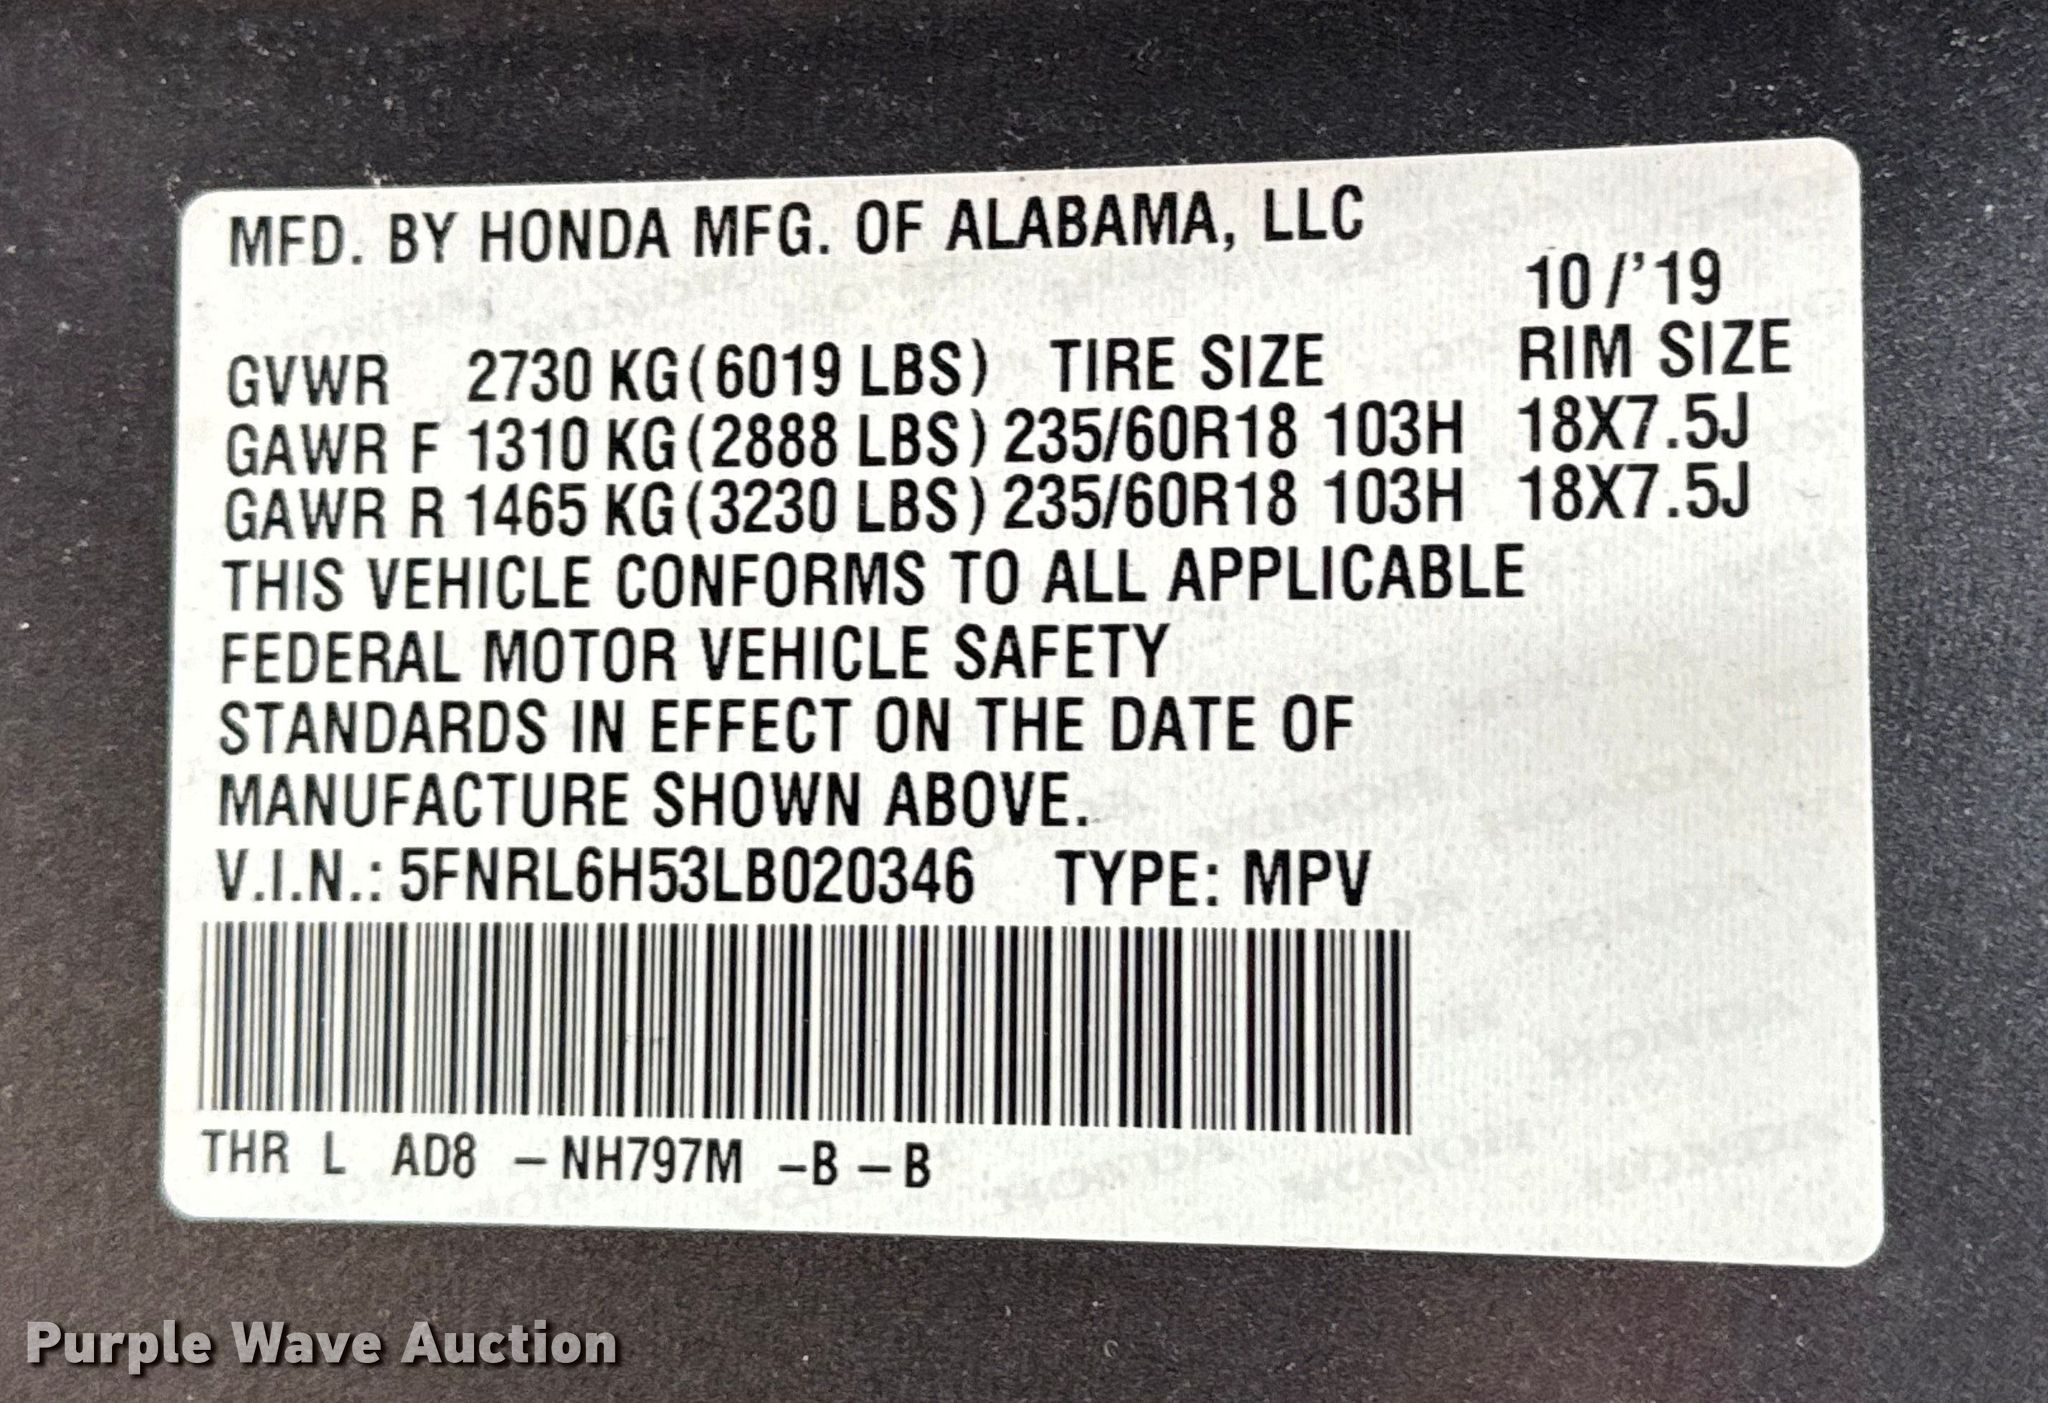 MFD. BY HONDA MFG. OF ALABAMA, LLC
10/'19
GVWR 2730 KG(6019 LBS) TIRE SIZE RIM SIZE
GAWR F 1310 KG(2888 LBS) 235/60R18 103H 18X7.5J
GAWR R 1465 KG(3230 LBS) 235/60R18 103H 18X7.5J
THIS VEHICLE CONFORMS TO ALL APPLICABLE
FEDERAL MOTOR VEHICLE SAFETY
STANDARDS IN EFFECT ON THE DATE OF
MANUFACTURE SHOWN ABOVE.
V.I.N.: 5FNRL6H53LB020346 TYPE: MPV
THR L AD8 -NH797M -B -B
Purple Wave Auction